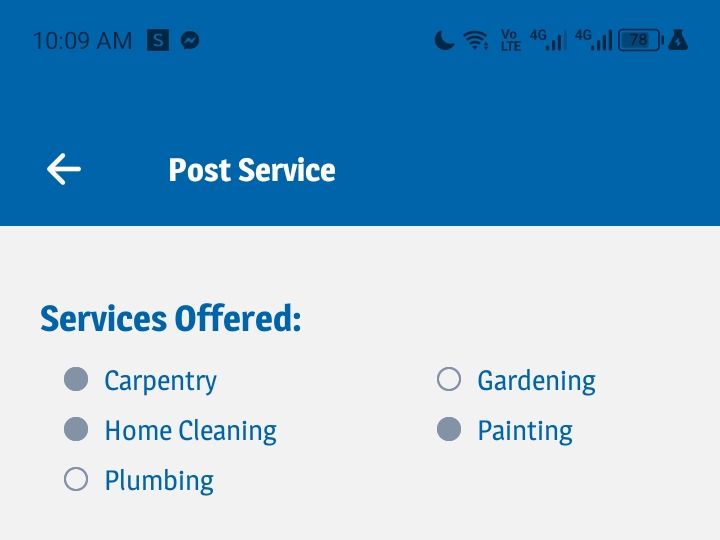 10:09 AM S Vo LTE 4G 4G 78
Post Service
Services Offered:
Carpentry
Gardening
Home Cleaning
Painting
Plumbing